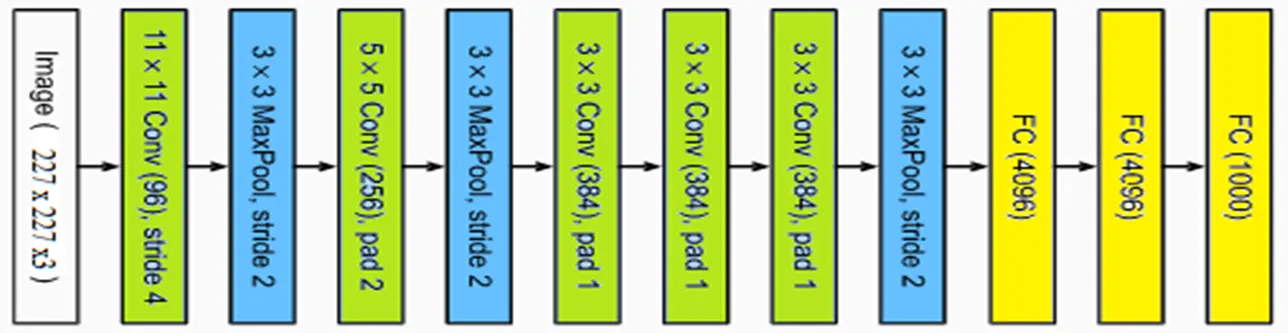 Image ( 227 x 227 x3 )
11 × 11 Conv (96), stride 4
3 × 3 MaxPool, stride 2
5 × 5 Conv (256), pad 2
3 × 3 MaxPool, stride 2
3 × 3 Conv (384), pad 1
3 × 3 Conv (384), pad 1
3 × 3 Conv (384), pad 1
3 × 3 MaxPool, stride 2
FC (4096)
FC (4096)
FC (1000)